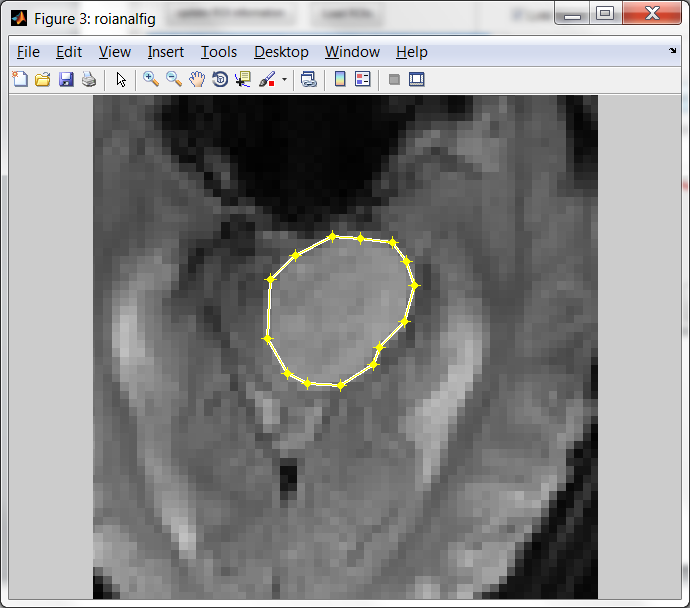 Figure 3: roianalfig
File Edit View Insert Tools Desktop Window Help